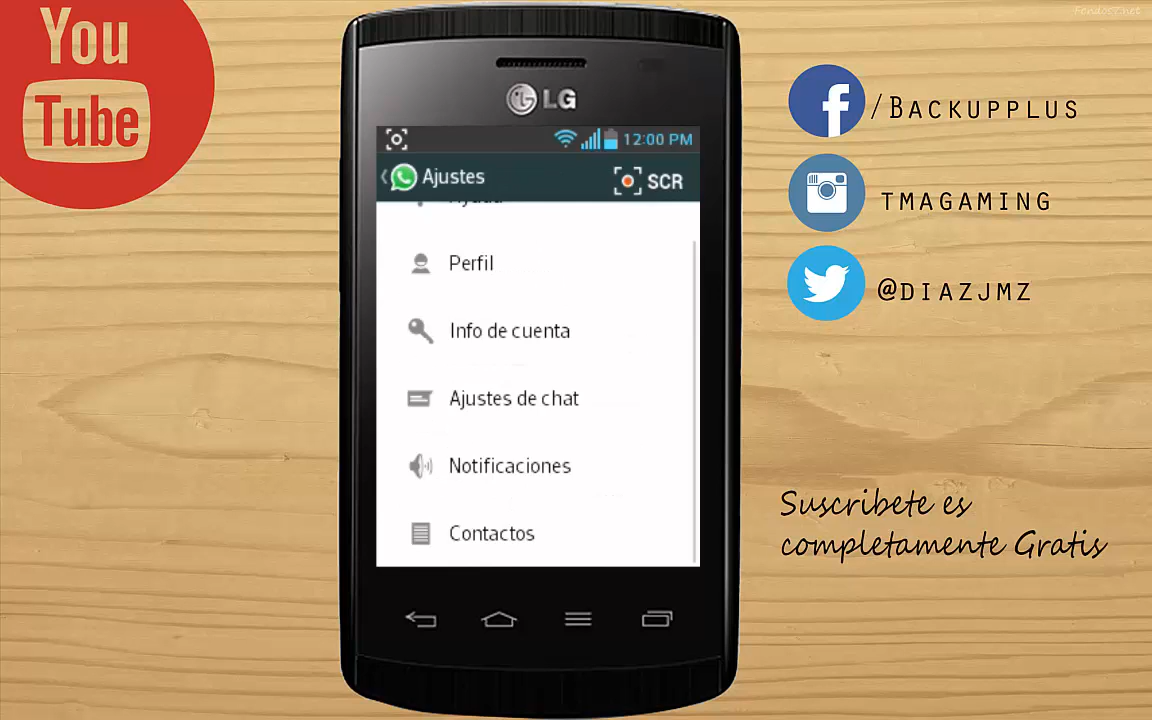 You
Tube
LG
12:00 PM
Ajustes
SCR
Ayuda
Perfil
Info de cuenta
Ajustes de chat
Notificaciones
Contactos
/BACKUPPLUS
TMAGAMING
@DIAZJMZ
Suscribete es
completamente Gratis